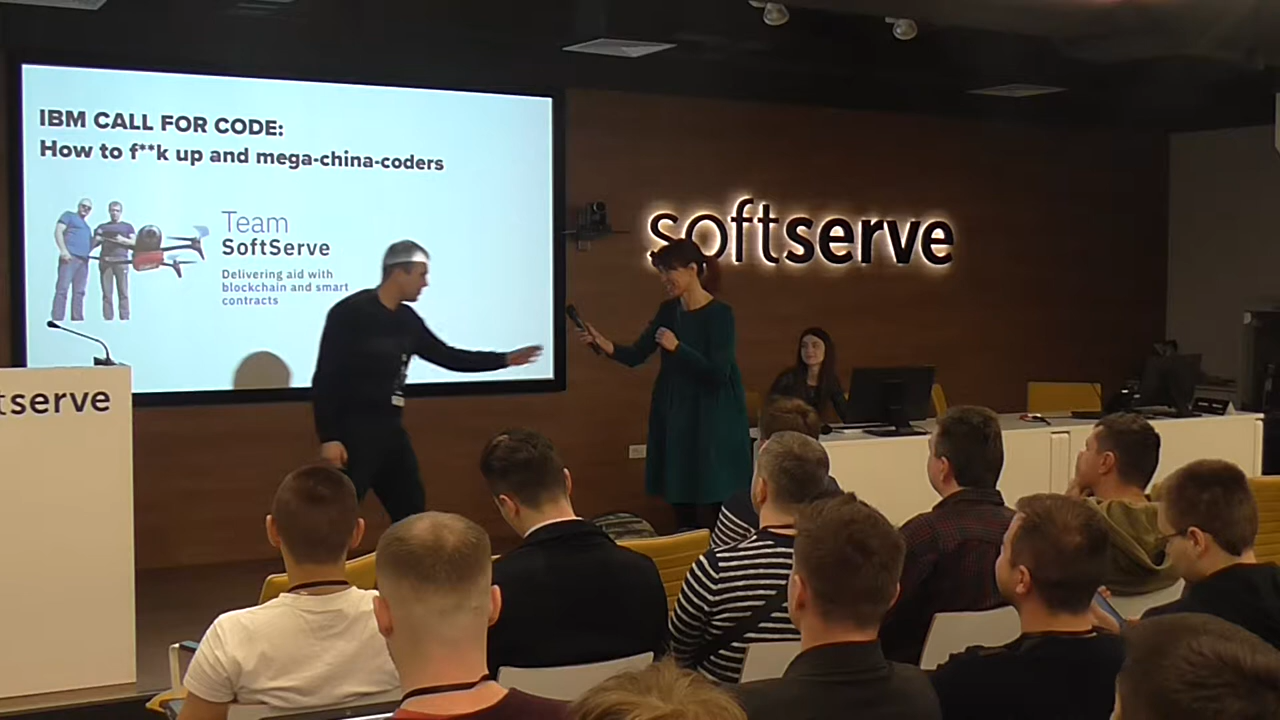 IBM CALL FOR CODE:
How to f**k up and mega-china-coders
Team
SoftServe
Delivering aid with
blockchain and smart
contracts
softserve
tserve